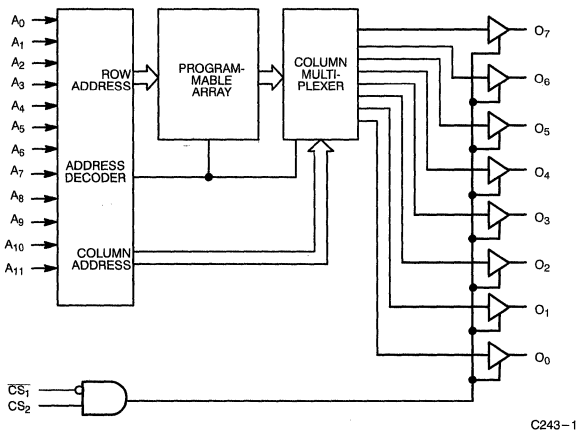 A0
A1
A2
A3
A4
A5
A6
A7
A8
A9
A10
A11
ROW
ADDRESS
ADDRESS
DECODER
COLUMN
ADDRESS
PROGRAM-
MABLE
ARRAY
COLUMN
MULTI-
PLEXER
O7
O6
O5
O4
O3
O2
O1
O0
C̅S̅1̅
CS2
C243–1